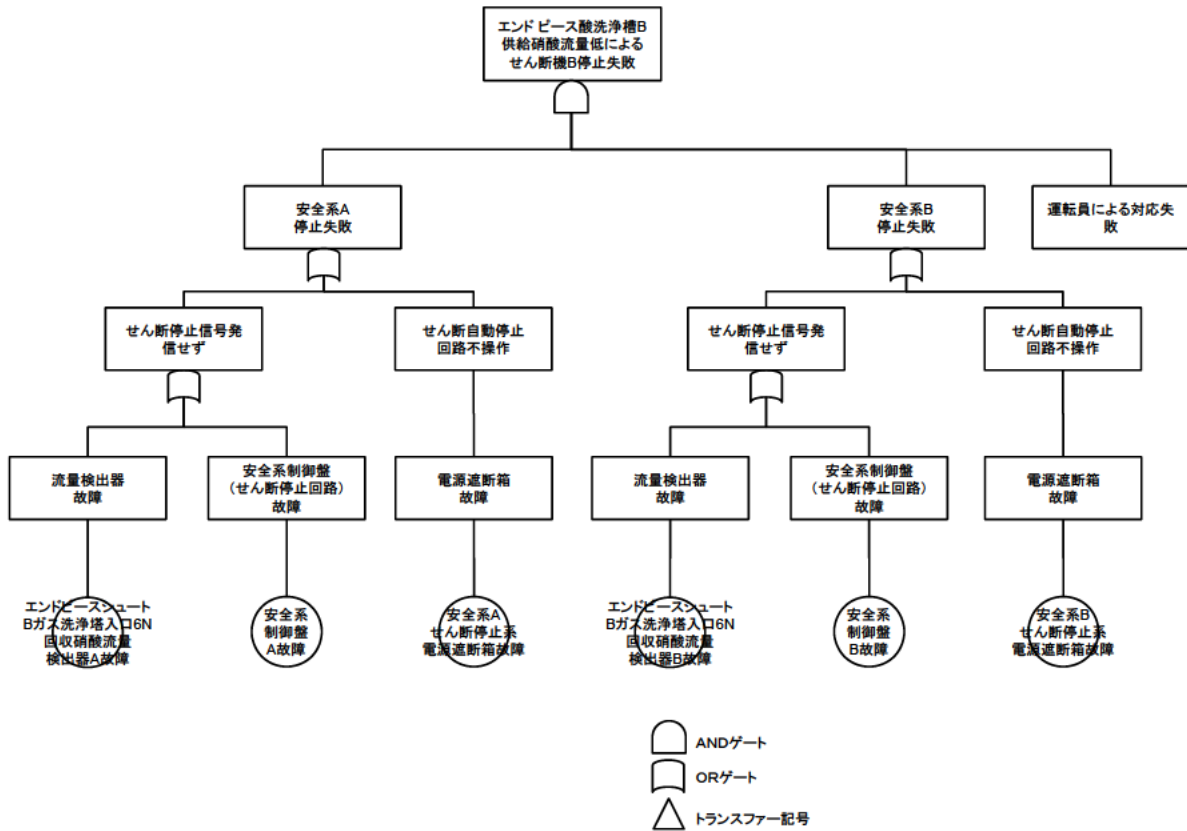 エンドピース酸洗浄槽B
供給硝酸流量低による
せん断機B停止失敗
安全系A
停止失敗
安全系B
停止失敗
運転員による対応失
敗
せん断停止信号発
信せず
せん断自動停止
回路不操作
せん断停止信号発
信せず
せん断自動停止
回路不操作
流量検出器
故障
安全系制御盤
（せん断停止回路）
故障
電源遮断箱
故障
流量検出器
故障
安全系制御盤
（せん断停止回路）
故障
電源遮断箱
故障
エンドピースシュート
Bガス洗浄塔入口6N
回収硝酸流量
検出器A故障
安全系
制御盤
A故障
安全系A
せん断停止系
電源遮断箱故障
エンドピースシュート
Bガス洗浄塔入口6N
回収硝酸流量
検出器B故障
安全系
制御盤
B故障
安全系B
せん断停止系
電源遮断箱故障
ANDゲート
ORゲート
トランスファー記号